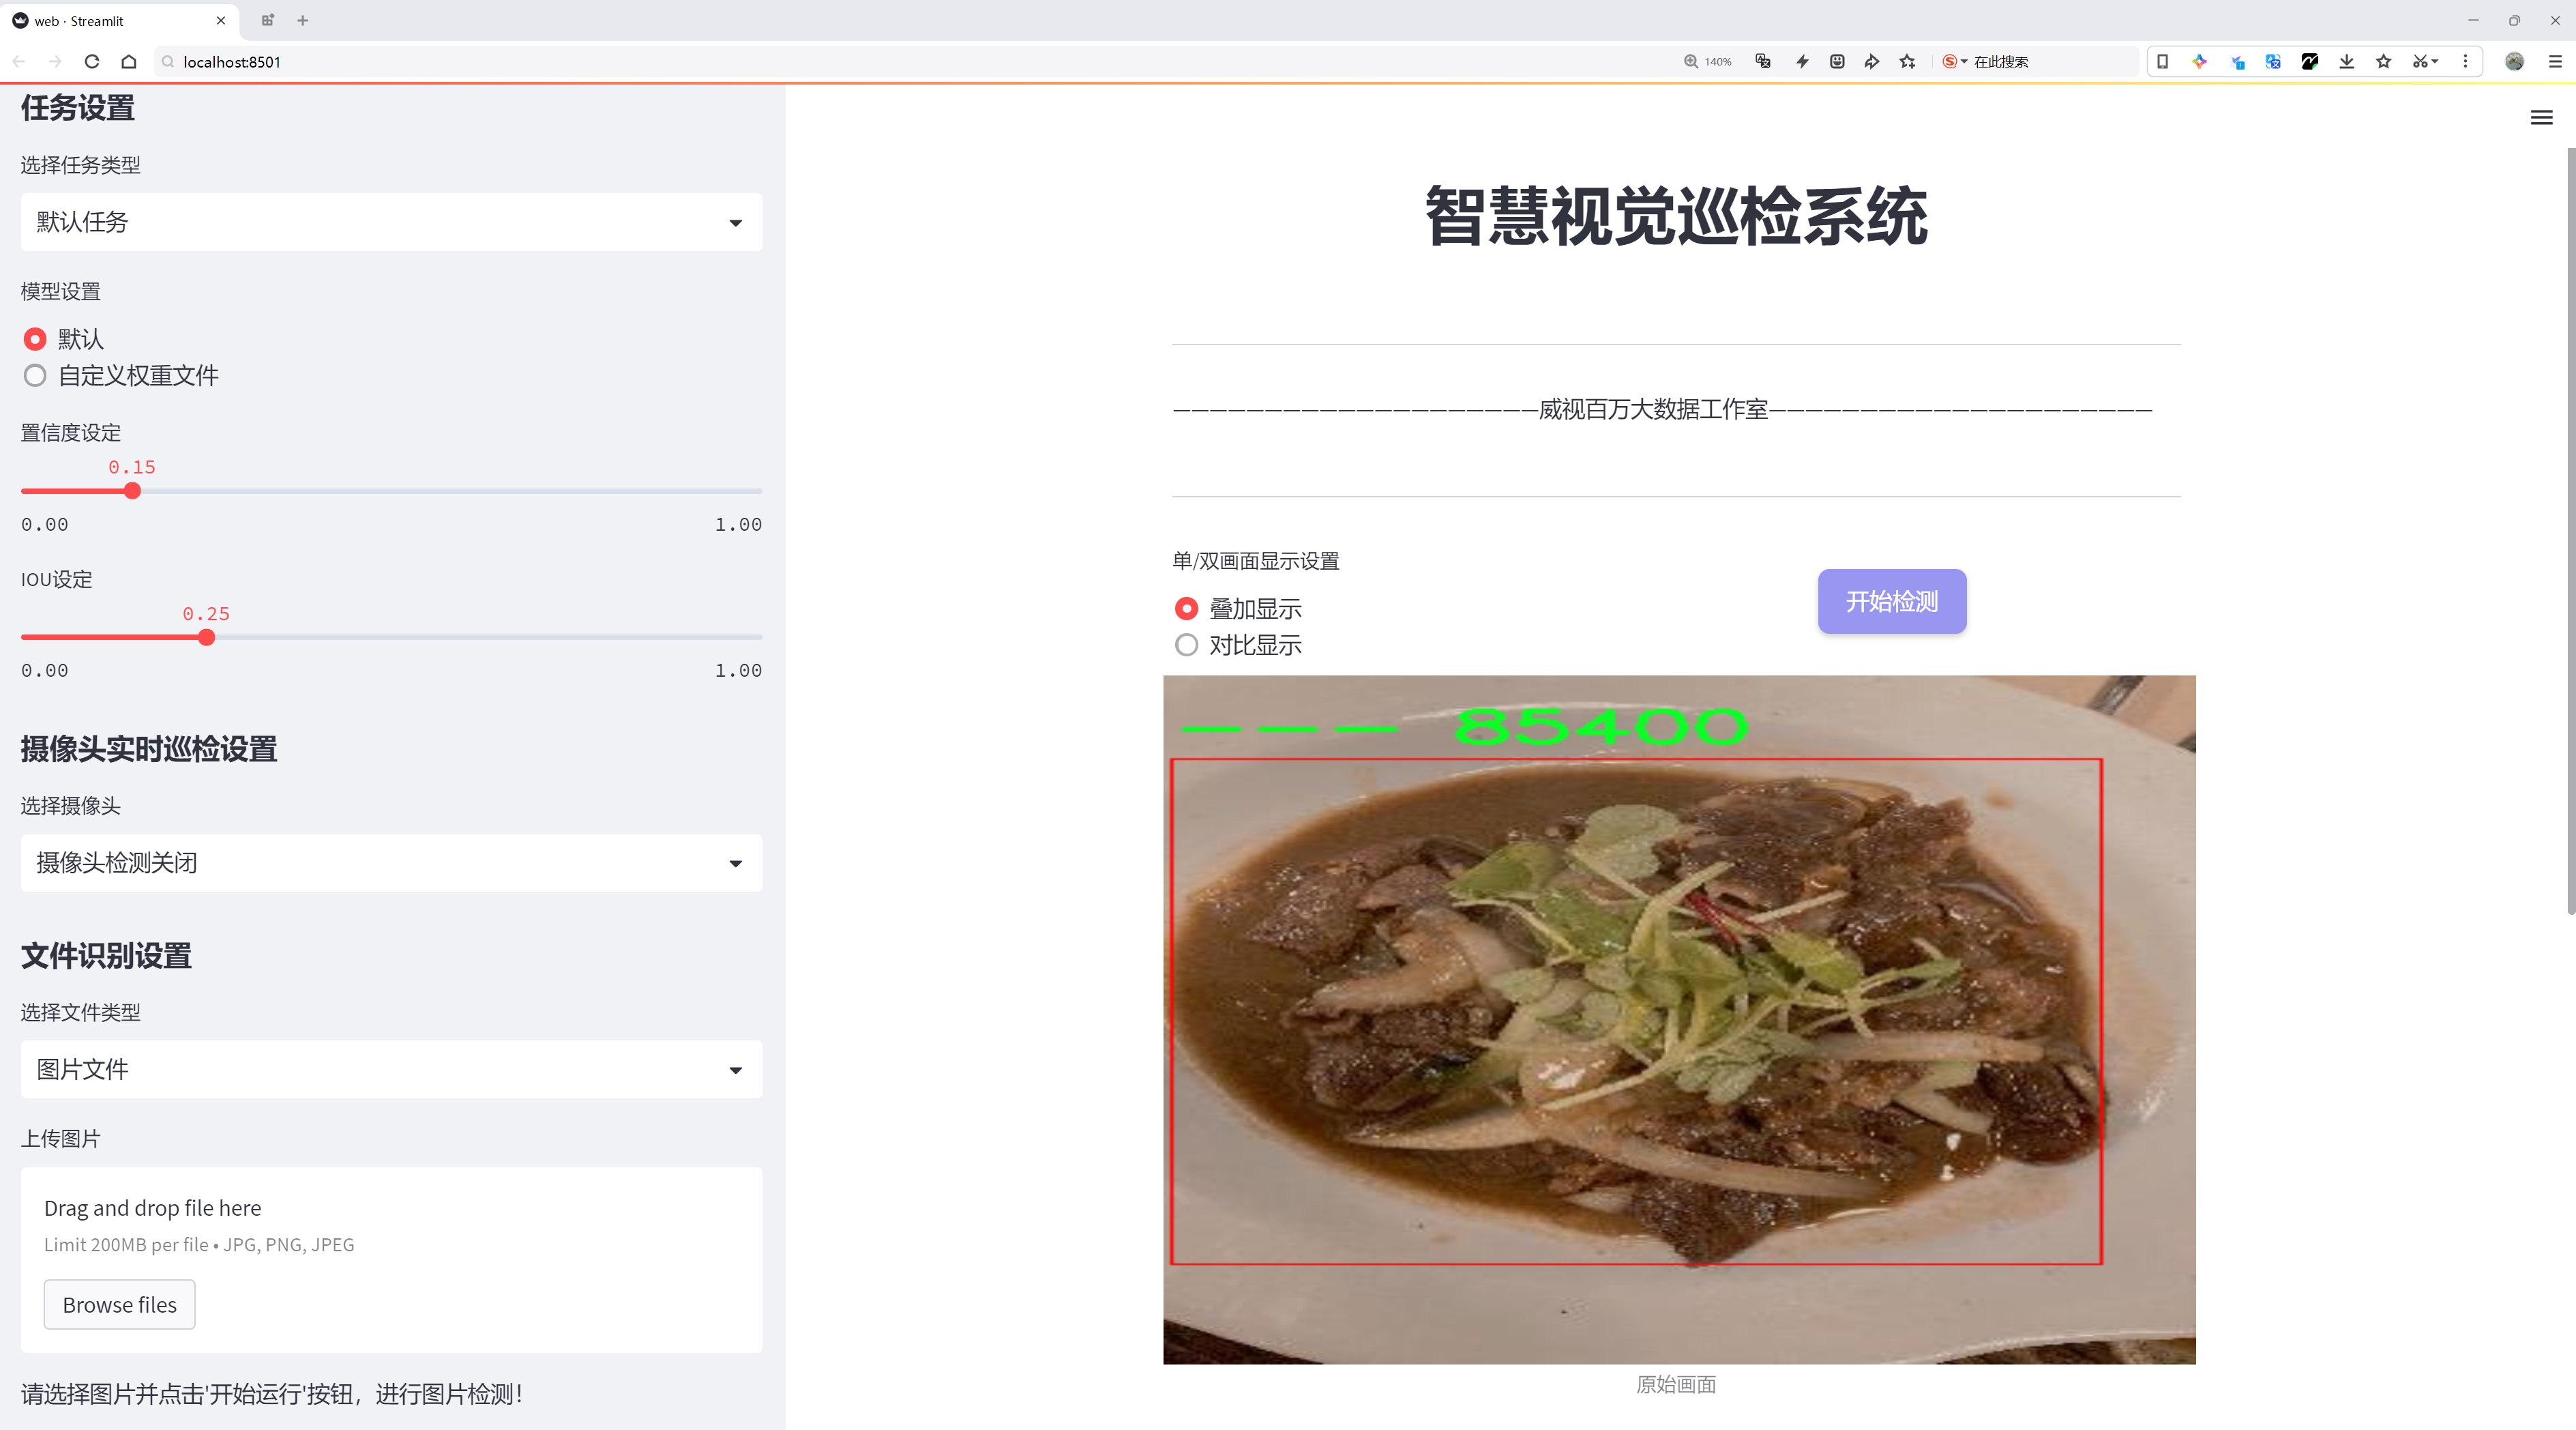 web · Streamlit
localhost:8501
140%
在此搜索
任务设置
选择任务类型
默认任务
模型设置
默认
自定义权重文件
置信度设定
0.15
0.00
1.00
IOU设定
0.25
0.00
1.00
摄像头实时巡检设置
选择摄像头
摄像头检测关闭
文件识别设置
选择文件类型
图片文件
上传图片
Drag and drop file here
Limit 200MB per file • JPG, PNG, JPEG
Browse files
请选择图片并点击'开始运行'按钮，进行图片检测！
智慧视觉巡检系统
————————————————————威视百万大数据工作室—————————————————————
单/双画面显示设置
叠加显示
对比显示
开始检测
— — — 85400
原始画面